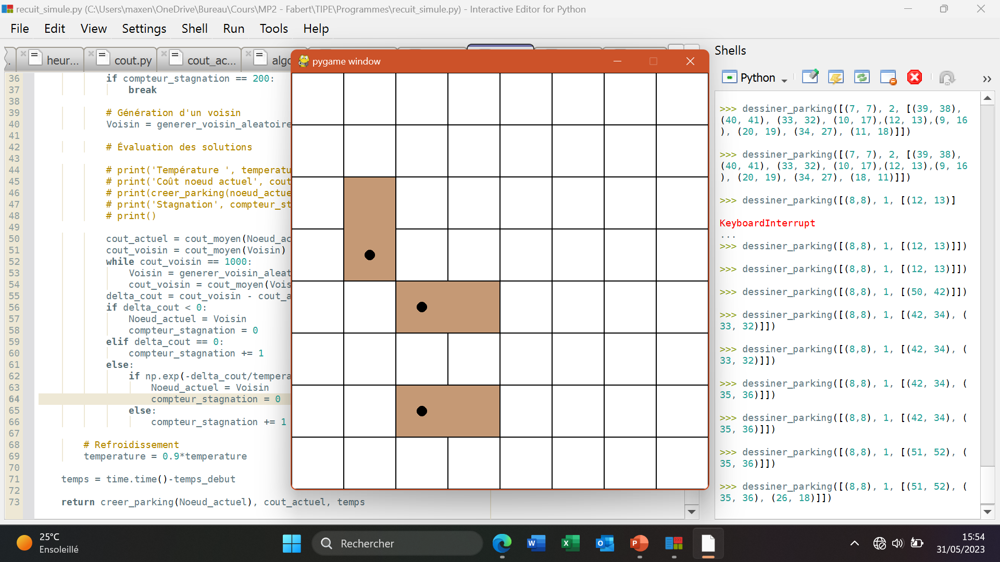 recuit_simule.py (C:\Users\maxen\OneDrive\Bureau\Cours\MP2 - Fabert\TIPE\Programmes\recuit_simule.py) - Interactive Editor for Python
File Edit View Settings Shell Run Tools Help
heur... cout.py cout_ac... algo
pygame window
36 if compteur_stagnation == 200:
37 break
38
39 # Génération d'un voisin
40 Voisin = generer_voisin_aleatoire
41
42 # Évaluation des solutions
43
44 # print('Température ', temperatu
45 # print('Coût noeud actuel', cout
46 # print(creer_parking(noeud_actue
47 # print('Stagnation', compteur_st
48 # print()
49
50 cout_actuel = cout_moyen(Noeud_ac
51 cout_voisin = cout_moyen(Voisin)
52 while cout_voisin == 1000:
53 Voisin = generer_voisin_aleat
54 cout_voisin = cout_moyen(Vois
55 delta_cout = cout_voisin - cout_a
56 if delta_cout < 0:
57 Noeud_actuel = Voisin
58 compteur_stagnation = 0
59 elif delta_cout == 0:
60 compteur_stagnation += 1
61 else:
62 if np.exp(-delta_cout/tempera
63 Noeud_actuel = Voisin
64 compteur_stagnation = 0
65 else:
66 compteur_stagnation += 1
67
68 # Refroidissement
69 temperature = 0.9*temperature
70
71 temps = time.time()-temps_debut
72
73 return creer_parking(Noeud_actuel), cout_actuel, temps
Shells
Python
>>> dessiner_parking([(7, 7), 2, [(39, 38),
(40, 41), (33, 32), (10, 17),(12, 13),(9, 16
), (20, 19), (34, 27), (11, 18)]])
>>> dessiner_parking([(7, 7), 2, [(39, 38),
(40, 41), (33, 32), (10, 17),(12, 13),(9, 16
), (20, 19), (34, 27), (18, 11)]])
>>> dessiner_parking([(8,8), 1, [(12, 13)]
KeyboardInterrupt
...
>>> dessiner_parking([(8,8), 1, [(12, 13)]])
>>> dessiner_parking([(8,8), 1, [(12, 13)]])
>>> dessiner_parking([(8,8), 1, [(50, 42)]])
>>> dessiner_parking([(8,8), 1, [(42, 34), (
33, 32)]])
>>> dessiner_parking([(8,8), 1, [(42, 34), (
33, 32)]])
>>> dessiner_parking([(8,8), 1, [(42, 34), (
35, 36)]])
>>> dessiner_parking([(8,8), 1, [(42, 34), (
35, 36)]])
>>> dessiner_parking([(8,8), 1, [(51, 52), (
35, 36)]])
>>> dessiner_parking([(8,8), 1, [(51, 52), (
35, 36), (26, 18)]])
25°C
Ensoleillé
Rechercher
15:54
31/05/2023